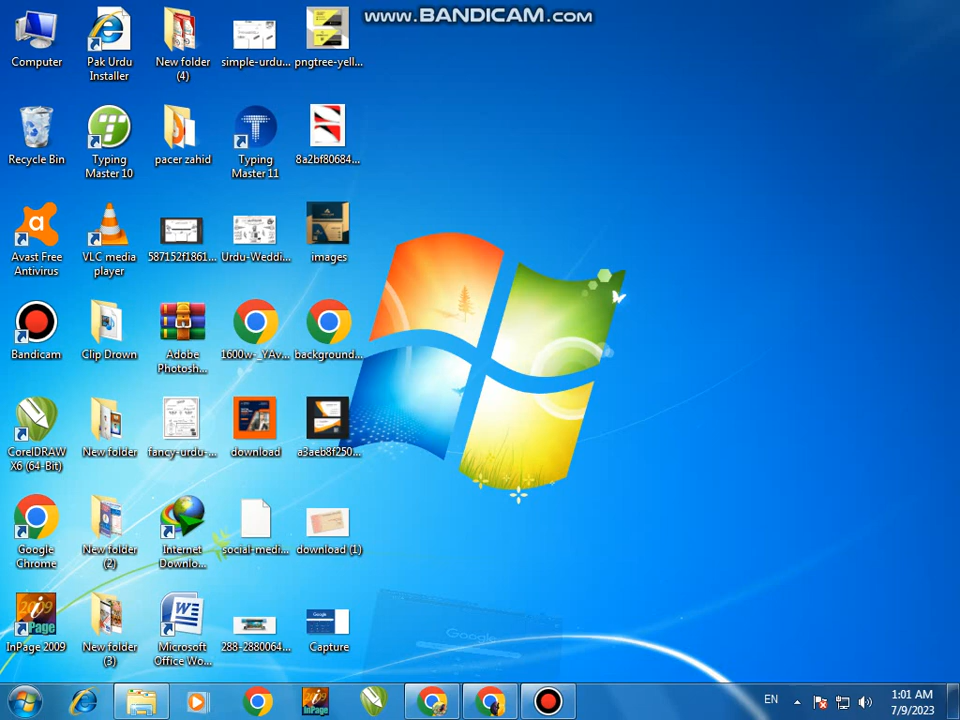 www.BANDICAM.com
Computer
Pak Urdu
Installer
New folder
(4)
simple-urdu...
pngtree-yell...
Recycle Bin
Typing
Master 10
pacer zahid
Typing
Master 11
8a2bf80684...
Avast Free
Antivirus
VLC media
player
587152f1861...
Urdu-Weddi...
images
Bandicam
Clip Drown
Adobe
Photosh...
1600w-_YAv...
background...
CorelDRAW
X6 (64-Bit)
New folder
fancy-urdu-...
download
a3aeb8f250...
Google
Chrome
New folder
(2)
Internet
Downlo...
social-medi...
download (1)
InPage 2009
New folder
(3)
Microsoft
Office Wo...
288-2880064...
Capture
Google
EN
1:01 AM
7/9/2023